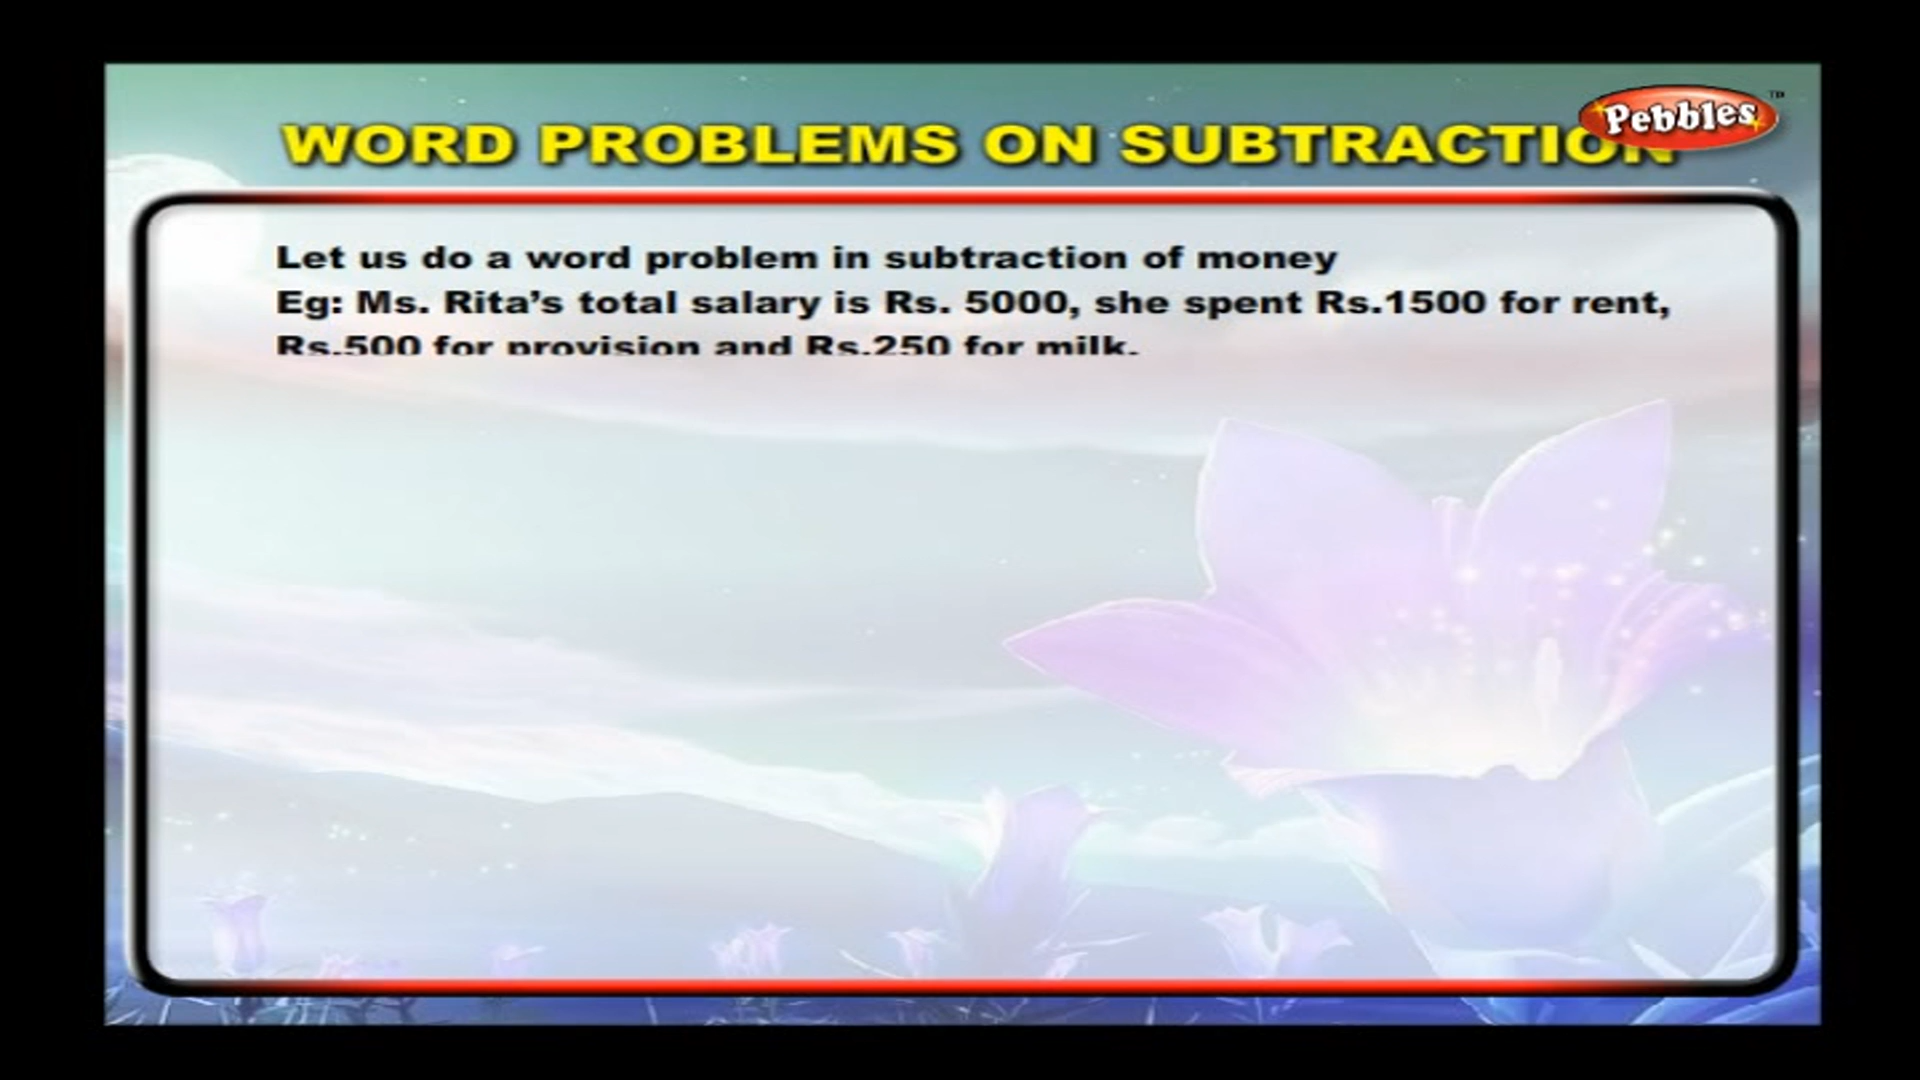 Pebbles™
WORD PROBLEMS ON SUBTRACTION
Let us do a word problem in subtraction of money
Eg: Ms. Rita’s total salary is Rs. 5000, she spent Rs.1500 for rent,
Rs.500 for provision and Rs.250 for milk.